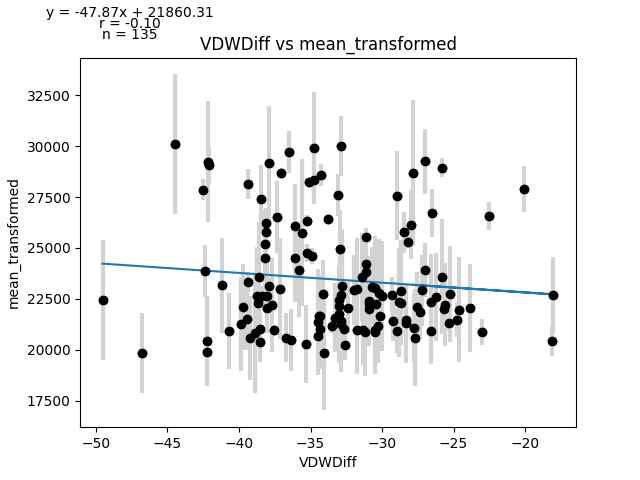 y = -47.87x + 21860.31
r = -0.10
n = 135
VDWDiff vs mean_transformed
32500
30000
27500
25000
22500
20000
17500
mean_transformed
−50
−45
−40
−35
−30
−25
−20
VDWDiff